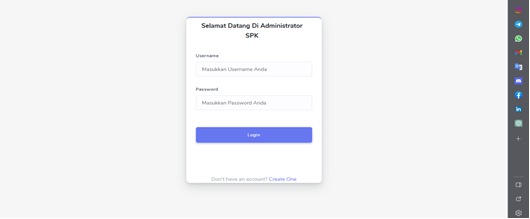 Selamat Datang Di Administrator
SPK
Username
Masukkan Username Anda
Password
Masukkan Password Anda
Login
Don't have an account? Create One